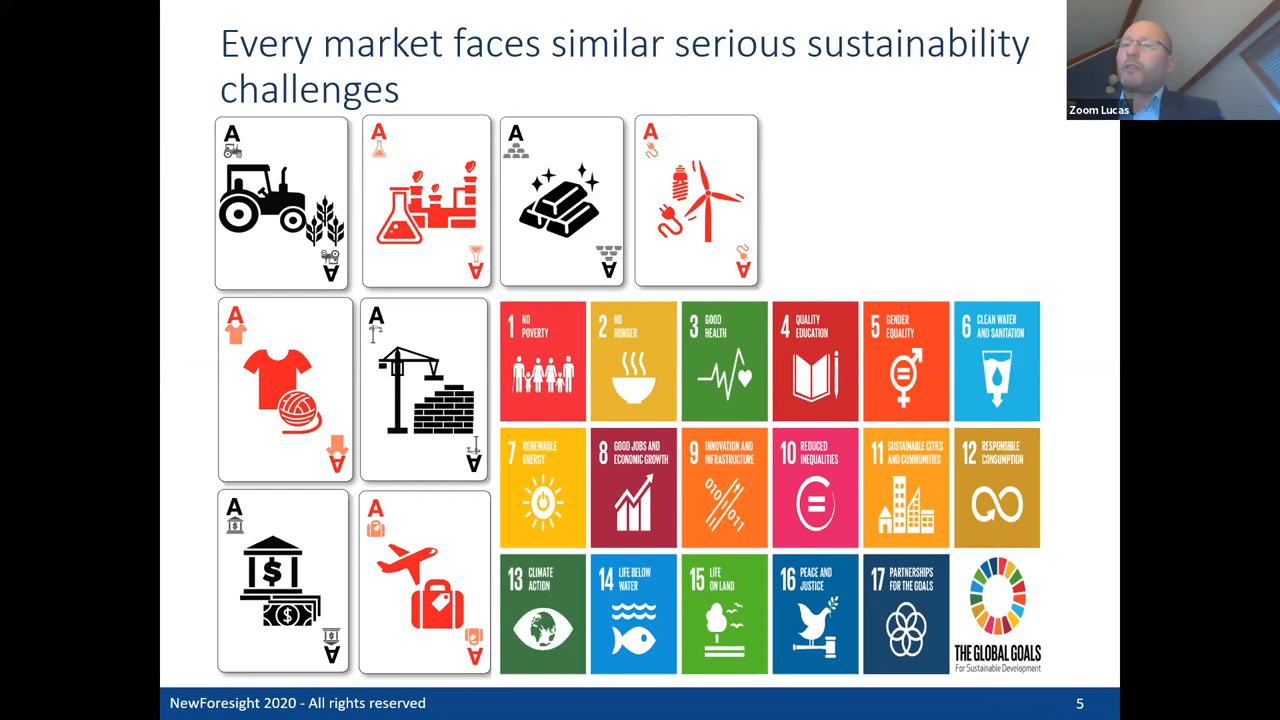 Every market faces similar serious sustainability
challenges
Zoom Lucas
A
A
A
A
A
A
A
A
A
A
A
A
$
$
$
A
A
A
A
1 NO
POVERTY
2 NO
HUNGER
3 GOOD
HEALTH
4 QUALITY
EDUCATION
5 GENDER
EQUALITY
6 CLEAN WATER
AND SANITATION
7 RENEWABLE
ENERGY
8 GOOD JOBS AND
ECONOMIC GROWTH
9 INNOVATION AND
INFRASTRUCTURE
010
011
10 REDUCED
INEQUALITIES
11 SUSTAINABLE CITIES
AND COMMUNITIES
12 RESPONSIBLE
CONSUMPTION
13 CLIMATE
ACTION
14 LIFE BELOW
WATER
15 LIFE
ON LAND
16 PEACE AND
JUSTICE
17 PARTNERSHIPS
FOR THE GOALS
THE GLOBAL GOALS
For Sustainable Development
NewForesight 2020 - All rights reserved
5